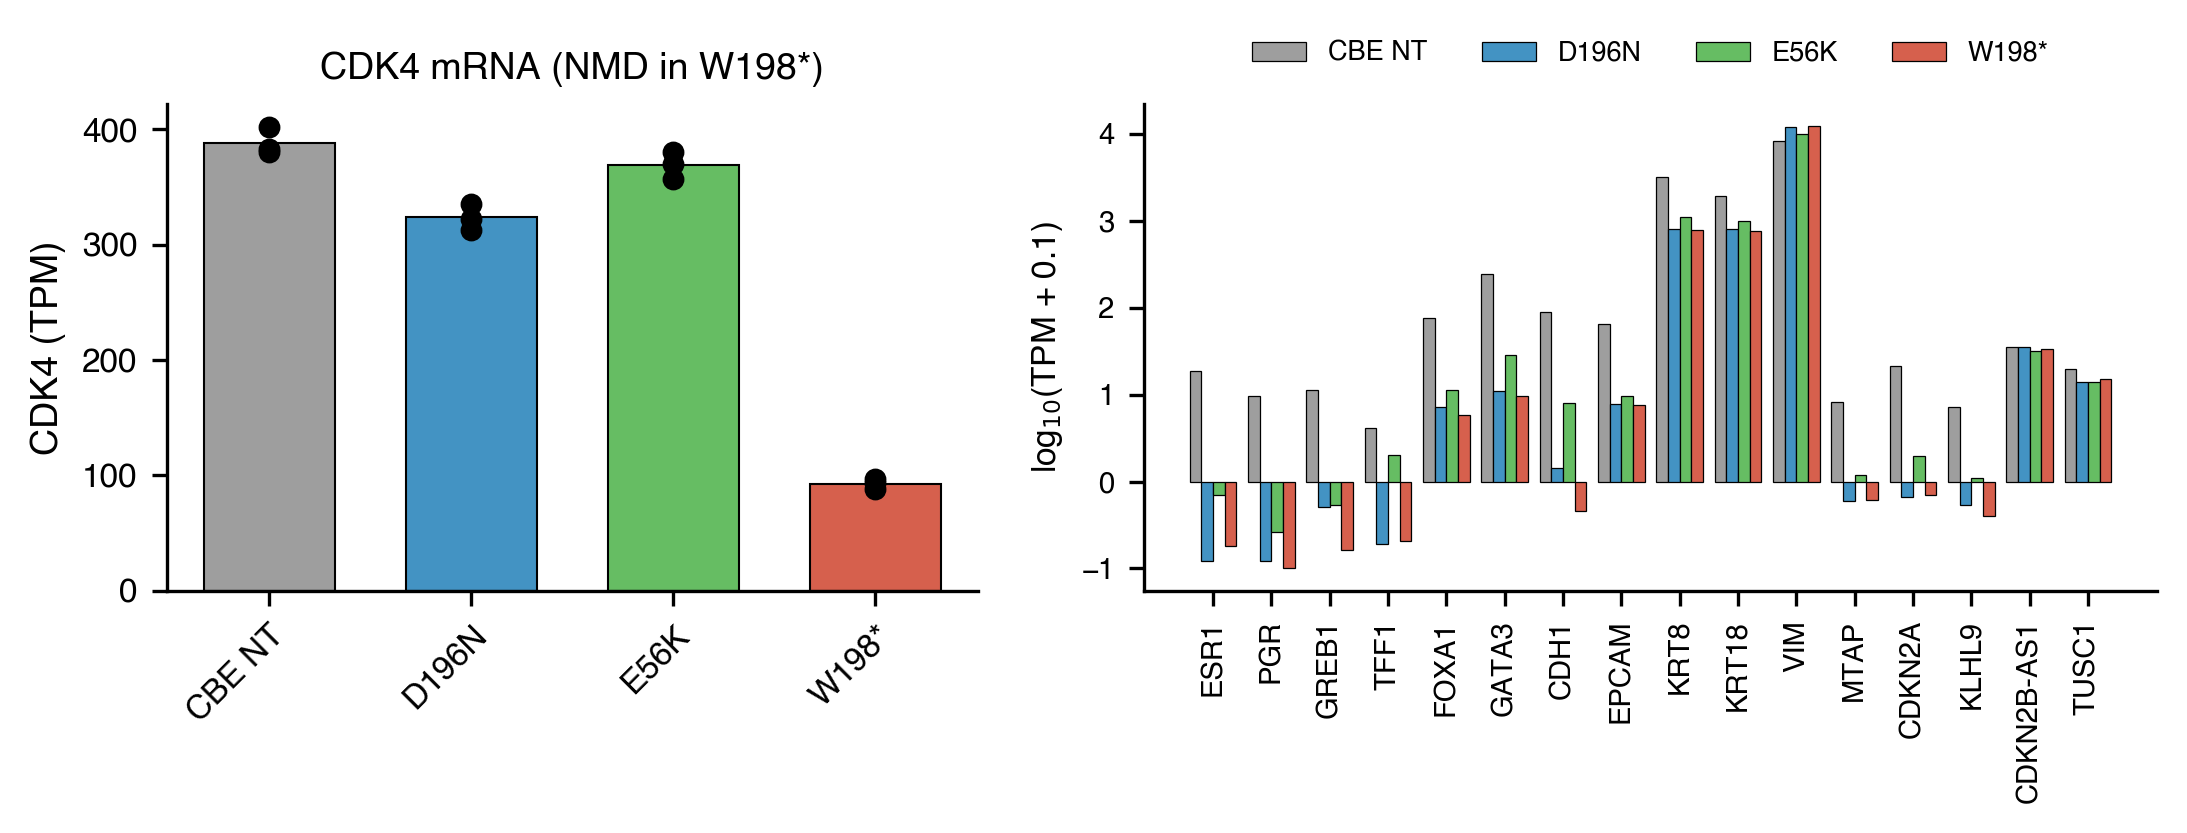 CDK4 mRNA (NMD in W198*)
CDK4 (TPM)
400
300
200
100
0
CBE NT
D196N
E56K
W198*
CBE NT D196N E56K W198*
log10(TPM + 0.1)
4
3
2
1
0
−1
ESR1
PGR
GREB1
TFF1
FOXA1
GATA3
CDH1
EPCAM
KRT8
KRT18
VIM
MTAP
CDKN2A
KLHL9
CDKN2B-AS1
TUSC1